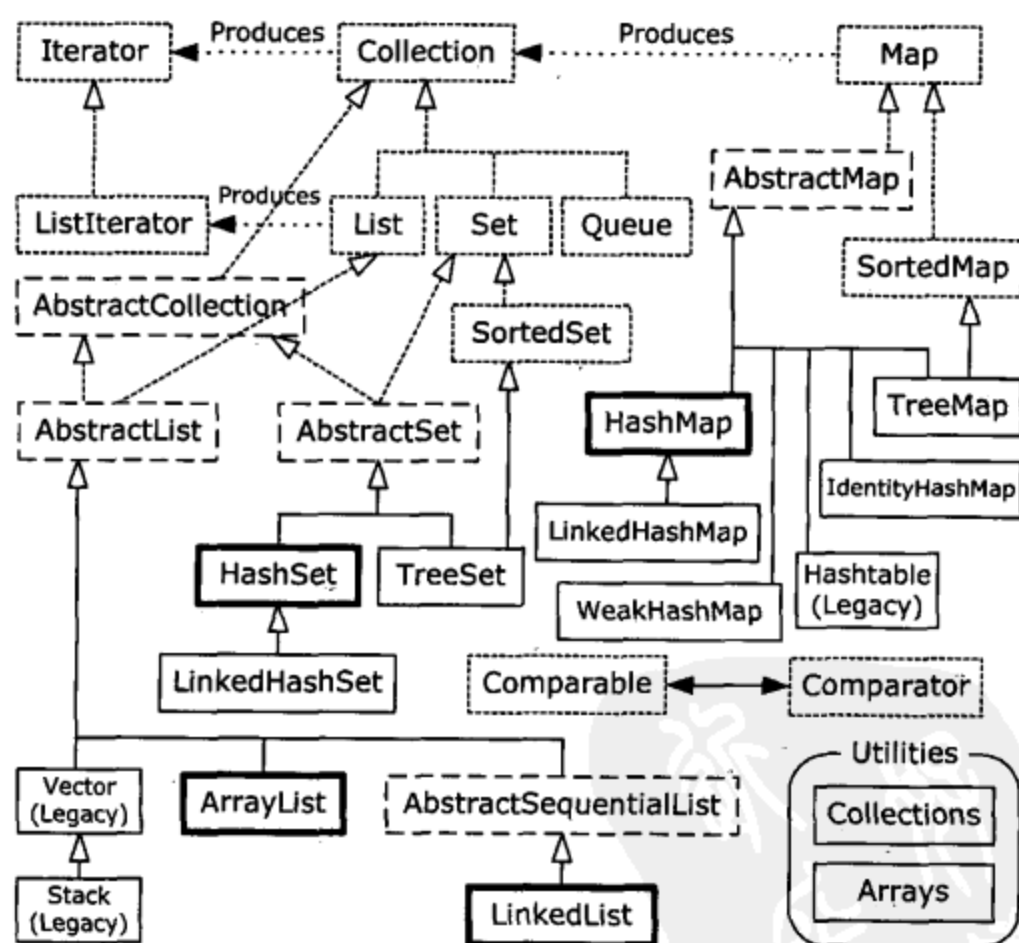 Iterator
Produces
Collection
Produces
Map
AbstractMap
ListIterator
Produces
List
Set
Queue
SortedMap
AbstractCollection
SortedSet
AbstractList
AbstractSet
HashMap
TreeMap
IdentityHashMap
LinkedHashMap
HashSet
TreeSet
Hashtable
(Legacy)
WeakHashMap
LinkedHashSet
Comparable
Comparator
Utilities
Vector
(Legacy)
ArrayList
AbstractSequentialList
Collections
Stack
(Legacy)
LinkedList
Arrays